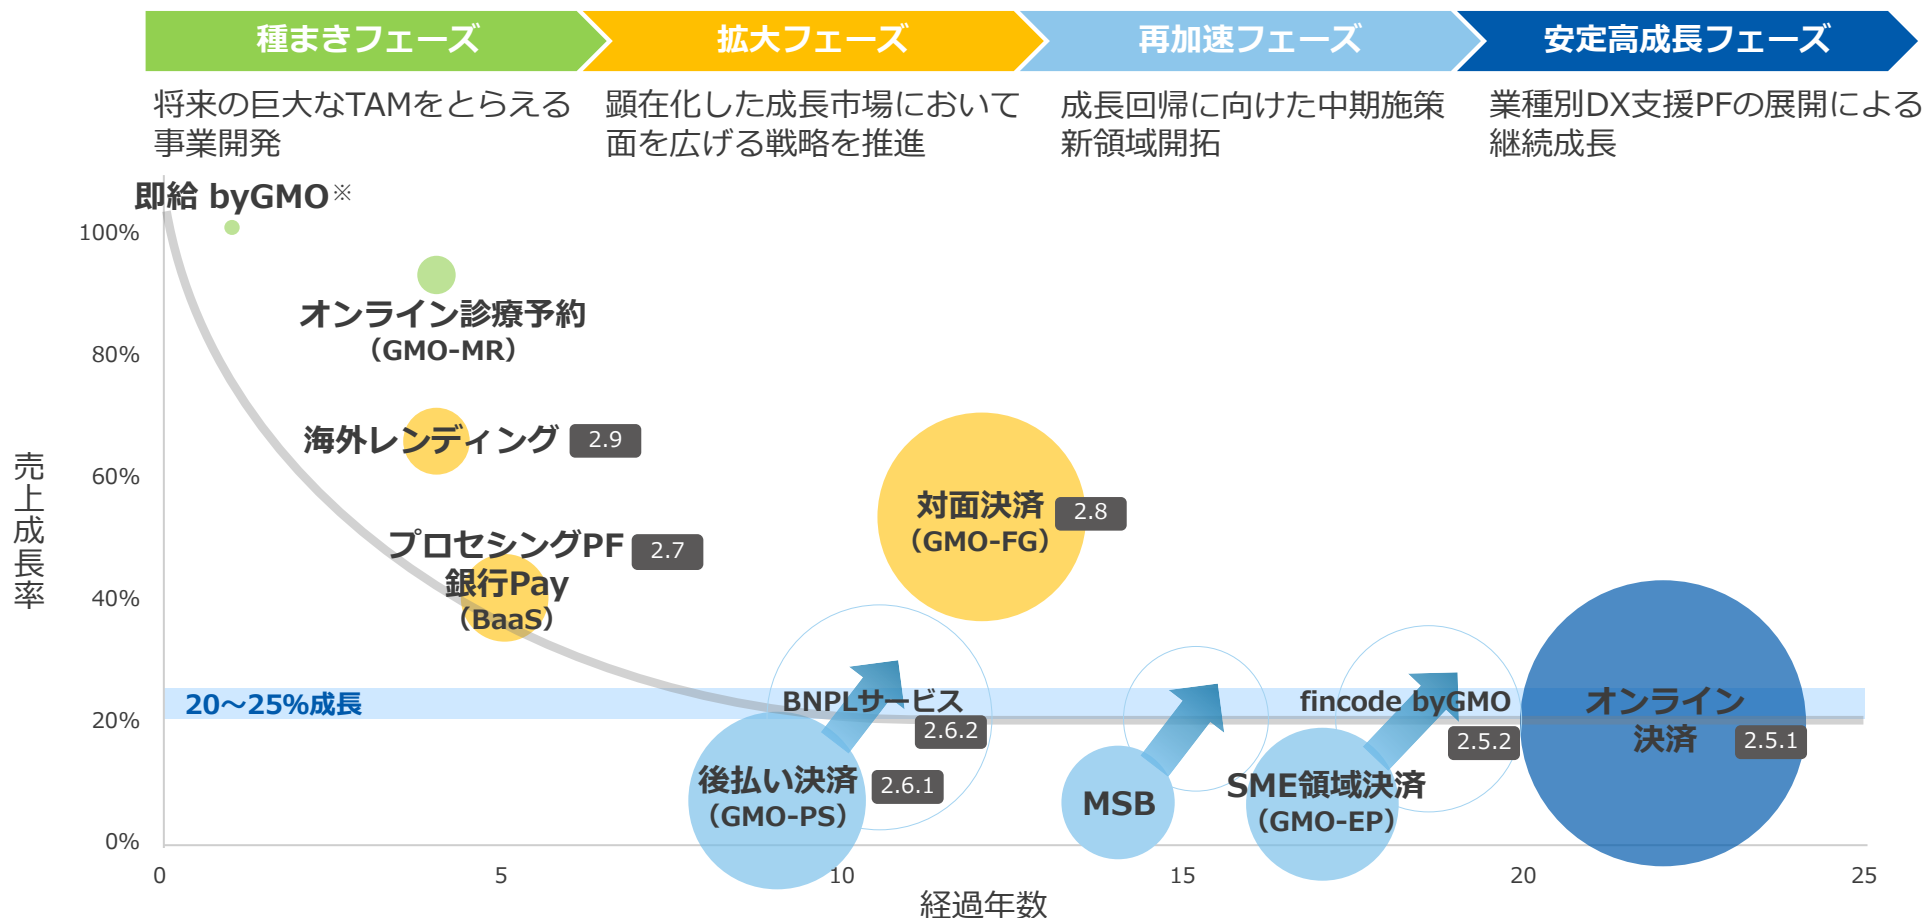 種まきフェーズ
拡大フェーズ
再加速フェーズ
安定高成長フェーズ
将来の巨大なTAMをとらえる
事業開発
顕在化した成長市場において
面を広げる戦略を推進
成長回帰に向けた中期施策
新領域開拓
業種別DX支援PFの展開による
継続成長
即給 byGMO※
100%
オンライン診療予約
（GMO-MR）
80%
海外レンディング 2.9
60%
売上成長率
対面決済 2.8
（GMO-FG）
プロセシングPF 2.7
銀行Pay
（BaaS）
40%
20～25%成長
BNPLサービス
2.6.2
fincode byGMO
2.5.2
オンライン
決済 2.5.1
20%
後払い決済 2.6.1
（GMO-PS）
MSB
SME領域決済
（GMO-EP）
0%
0
5
10
15
20
25
経過年数